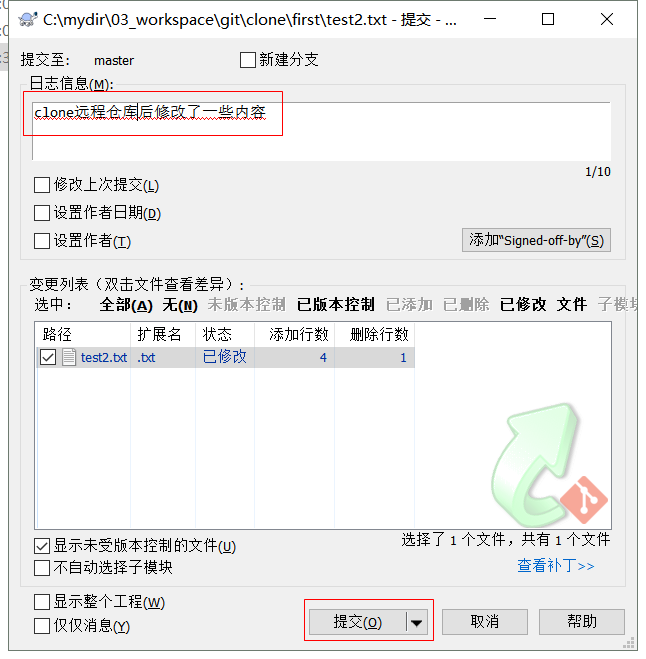 C:\mydir\03_workspace\git\clone\first\test2.txt - 提交 - ...
提交至: master 新建分支
日志信息(M):
clone远程仓库后修改了一些内容
1/10
修改上次提交(L)
设置作者日期(D)
设置作者(T)
添加“Signed-off-by”(S)
变更列表（双击文件查看差异）:
选中: 全部(A) 无(N) 未版本控制 已版本控制 已添加 已删除 已修改 文件 子模块
路径 扩展名 状态 添加行数 删除行数
test2.txt .txt 已修改 4 1
显示未受版本控制的文件(U)
选择了 1 个文件，共有 1 个文件
不自动选择子模块
查看补丁>>
显示整个工程(W)
仅仅消息(Y)
提交(O) 取消 帮助